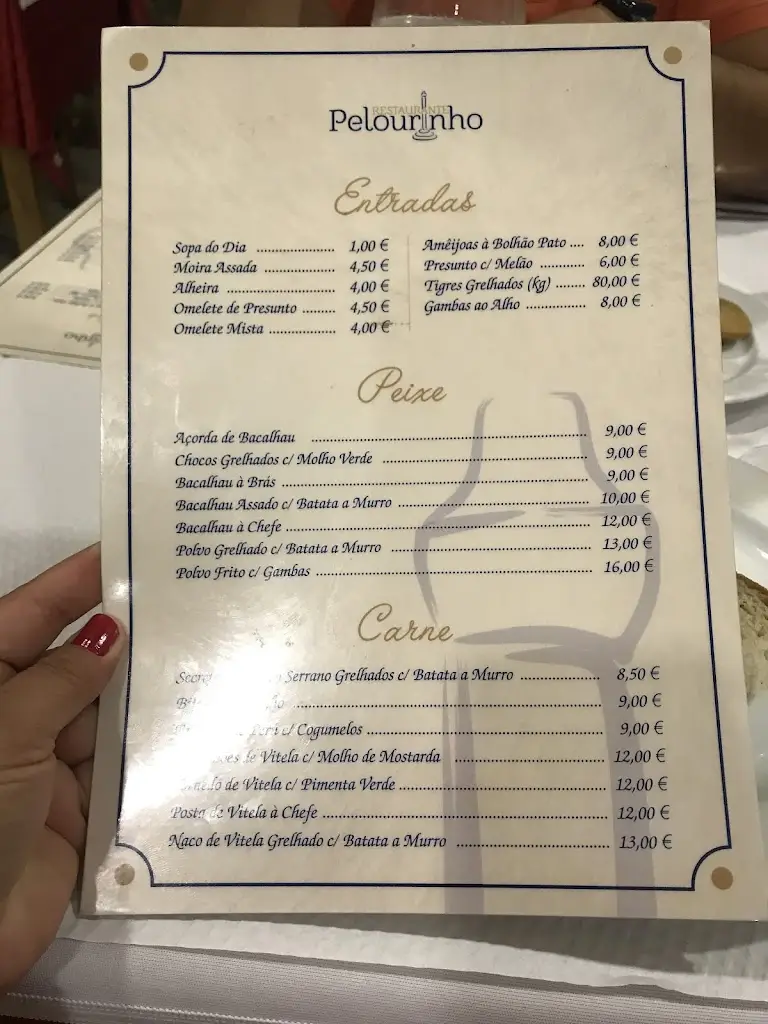 RESTAURANTE
Pelourinho
Entradas
Sopa do Dia .................... 1,00 €
Moira Assada .................. 4,50 €
Alheira ............................ 4,00 €
Omelete de Presunto ........ 4,50 €
Omelete Mista ................. 4,00 €
Amêijoas à Bolhão Pato .... 8,00 €
Presunto c/ Melão ........... 6,00 €
Tigres Grelhados (kg) ....... 80,00 €
Gambas ao Alho .............. 8,00 €
Peixe
Açorda de Bacalhau .................... 9,00 €
Chocos Grelhados c/ Molho Verde .................... 9,00 €
Bacalhau à Brás .................... 9,00 €
Bacalhau Assado c/ Batata a Murro .................... 10,00 €
Bacalhau à Chefe .................... 12,00 €
Polvo Grelhado c/ Batata a Murro .................... 13,00 €
Polvo Frito c/ Gambas .................... 16,00 €
Carne
Serrano Grelhados c/ Batata a Murro .................... 8,50 €
.................... 9,00 €
c/ Cogumelos .................... 9,00 €
de Vitela c/ Molho de Mostarda .................... 12,00 €
de Vitela c/ Pimenta Verde .................... 12,00 €
Posta de Vitela à Chefe .................... 12,00 €
Naco de Vitela Grelhado c/ Batata a Murro .................... 13,00 €